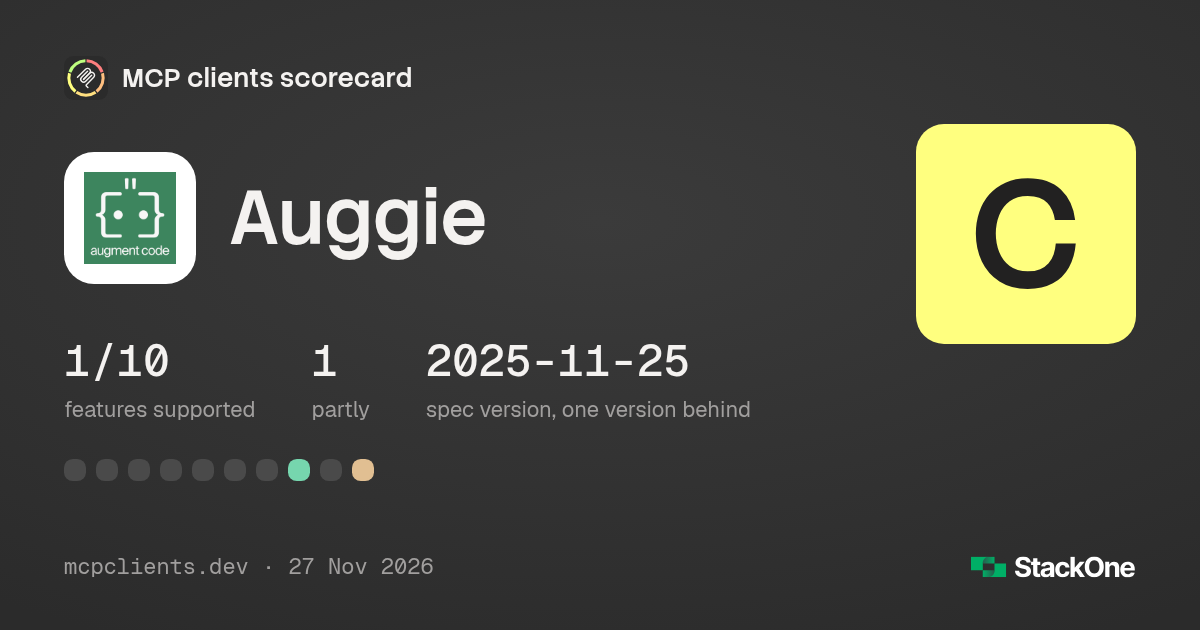 MCP clients scorecard
augment code
Auggie
C
1/10
features supported
1
partly
2025-11-25
spec version, one version behind
mcpclients.dev · 27 Nov 2026
StackOne